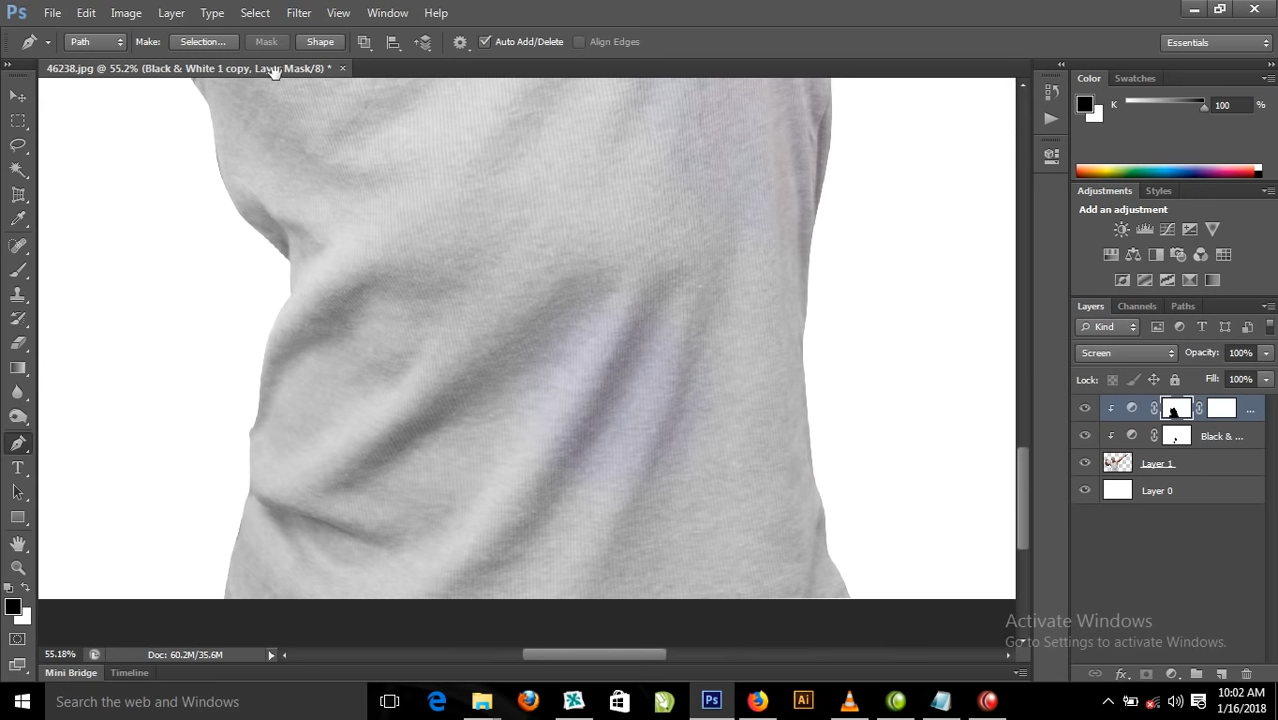 Ps File Edit Image Layer Type Select Filter View Window Help
Path Make: Selection... Mask Shape Auto Add/Delete Align Edges Essentials
46238.jpg @ 55.2% (Black & White 1 copy, Layer Mask/8) * ×
Color Swatches
K 100 %
Adjustments Styles
Add an adjustment
Layers Channels Paths
Kind
Screen Opacity: 100%
Lock: Fill: 100%
...
Black & ...
Layer 1
Layer 0
Activate Windows
Go to Settings to activate Windows.
55.18% Doc: 60.2M/35.6M
Mini Bridge Timeline
Search the web and Windows
Ps Ai
10:02 AM
1/16/2018